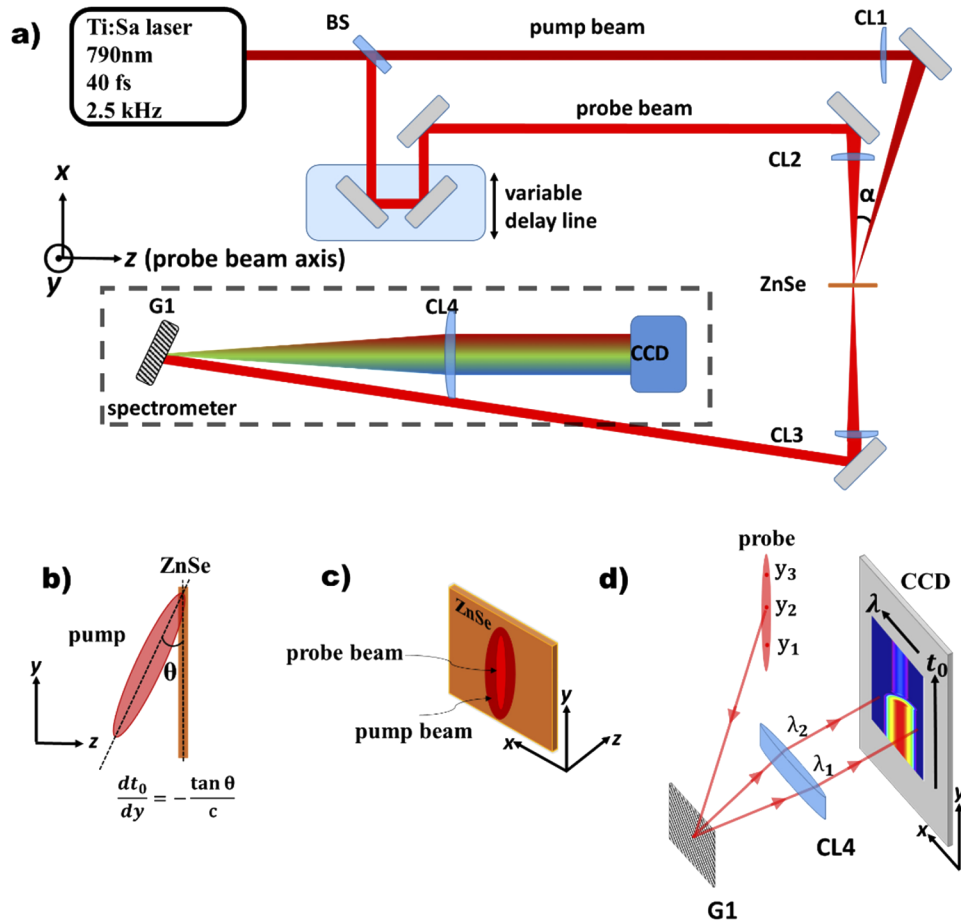 a)
Ti:Sa laser
790nm
40 fs
2.5 kHz
BS
pump beam
CL1
probe beam
CL2
α
variable
delay line
x
y
z (probe beam axis)
ZnSe
G1
CL4
CCD
spectrometer
CL3
b)
ZnSe
pump
θ
y
z
dt₀/dy = − tan θ/c
c)
ZnSe
probe beam
pump beam
y
x
z
d)
probe
y₃
y₂
y₁
CCD
λ
t₀
λ₂
λ₁
CL4
G1
y
x